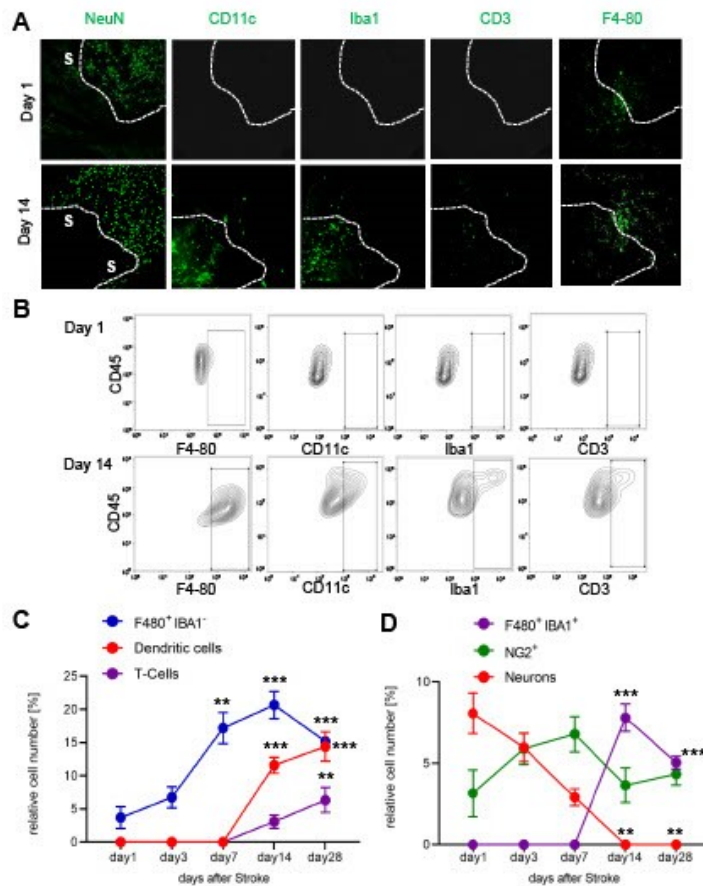 A
NeuN CD11c Iba1 CD3 F4-80
Day 1
S
Day 14
S
S
B
Day 1
CD45
F4-80 CD11c Iba1 CD3
Day 14
CD45
F4-80 CD11c Iba1 CD3
C
F480+ IBA1-
Dendritic cells
T-Cells
relative cell number [%]
25
20
15
10
5
0
** *** *** *** *** **
day1 day3 day7 day14 day28
days after Stroke
D
F480+ IBA1+
NG2+
Neurons
relative cell number [%]
10
5
0
*** *** ** **
day1 day3 day7 day14 day28
days after Stroke